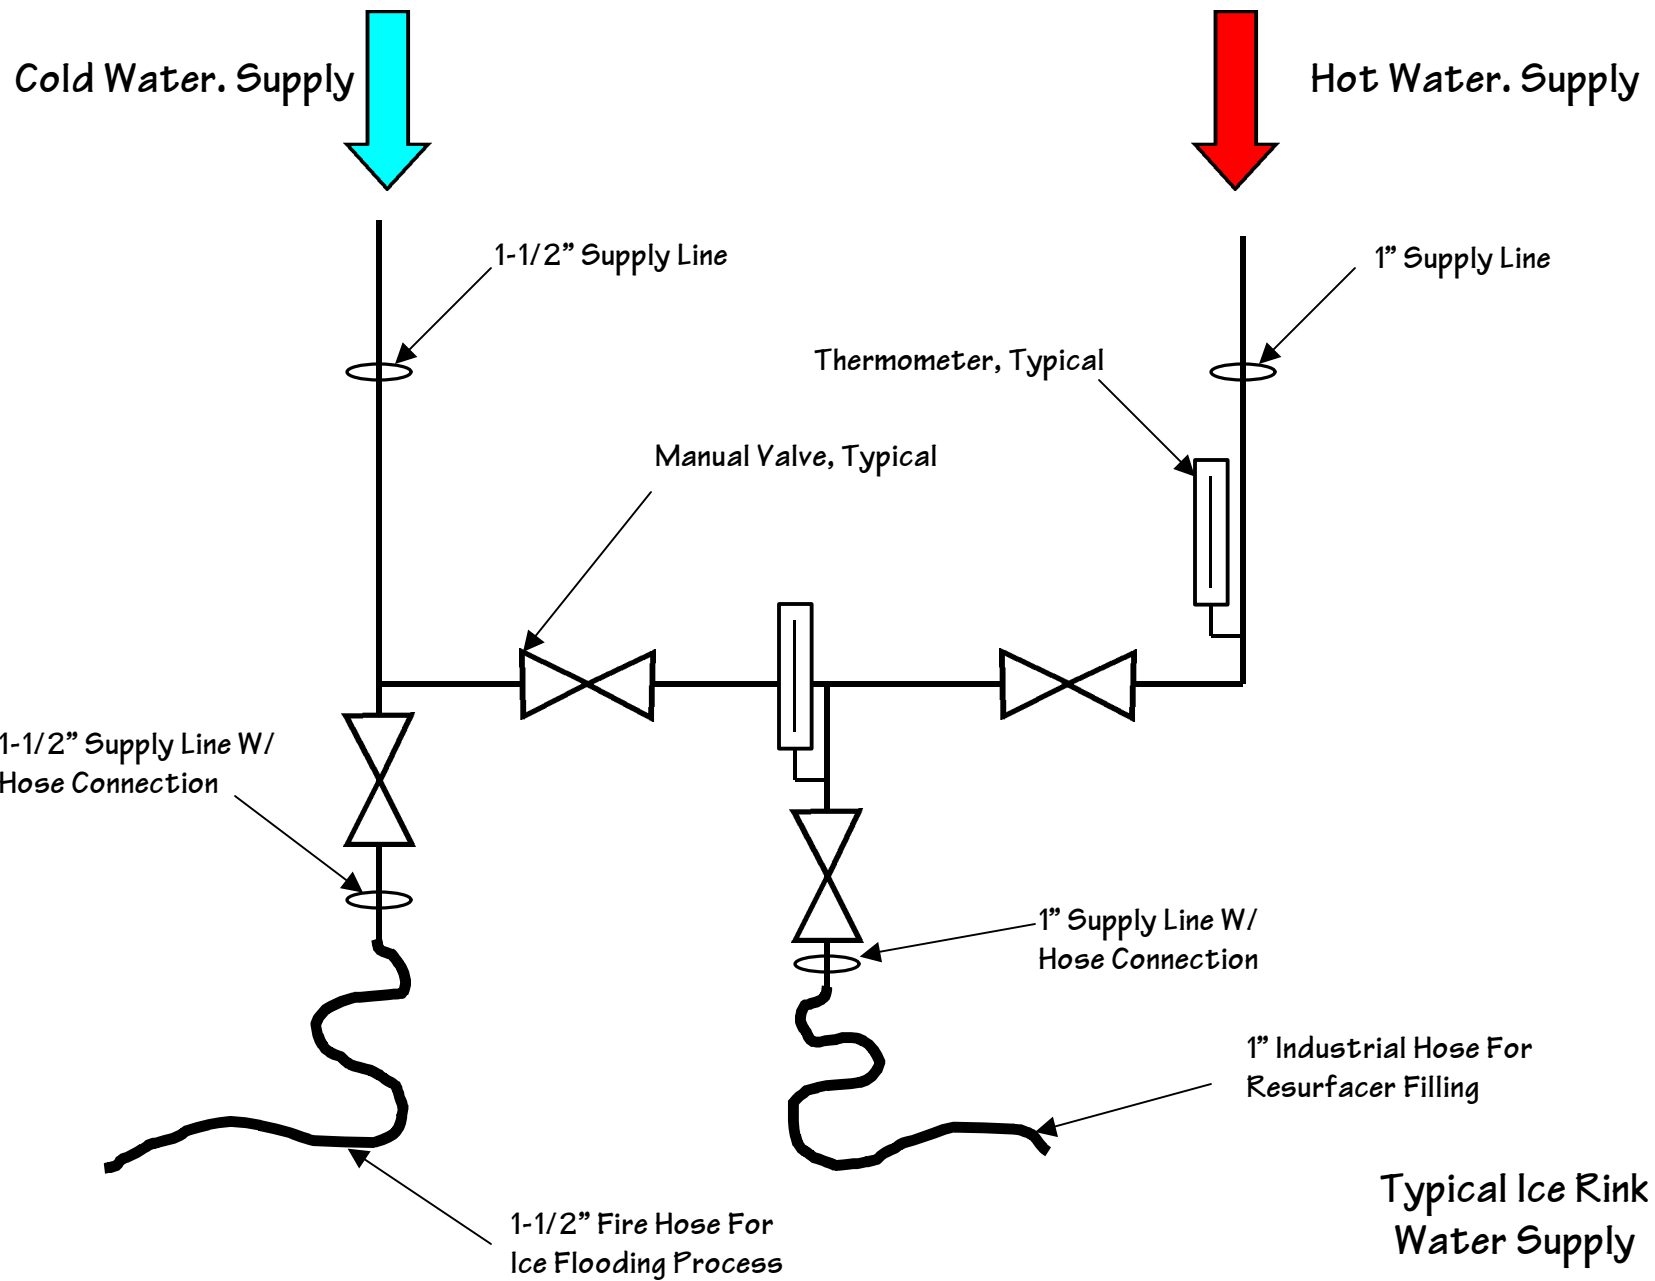 Cold Water. Supply
Hot Water. Supply
1-1/2” Supply Line
1” Supply Line
Thermometer, Typical
Manual Valve, Typical
1-1/2” Supply Line W/
Hose Connection
1” Supply Line W/
Hose Connection
1” Industrial Hose For
Resurfacer Filling
1-1/2” Fire Hose For
Ice Flooding Process
Typical Ice Rink
Water Supply